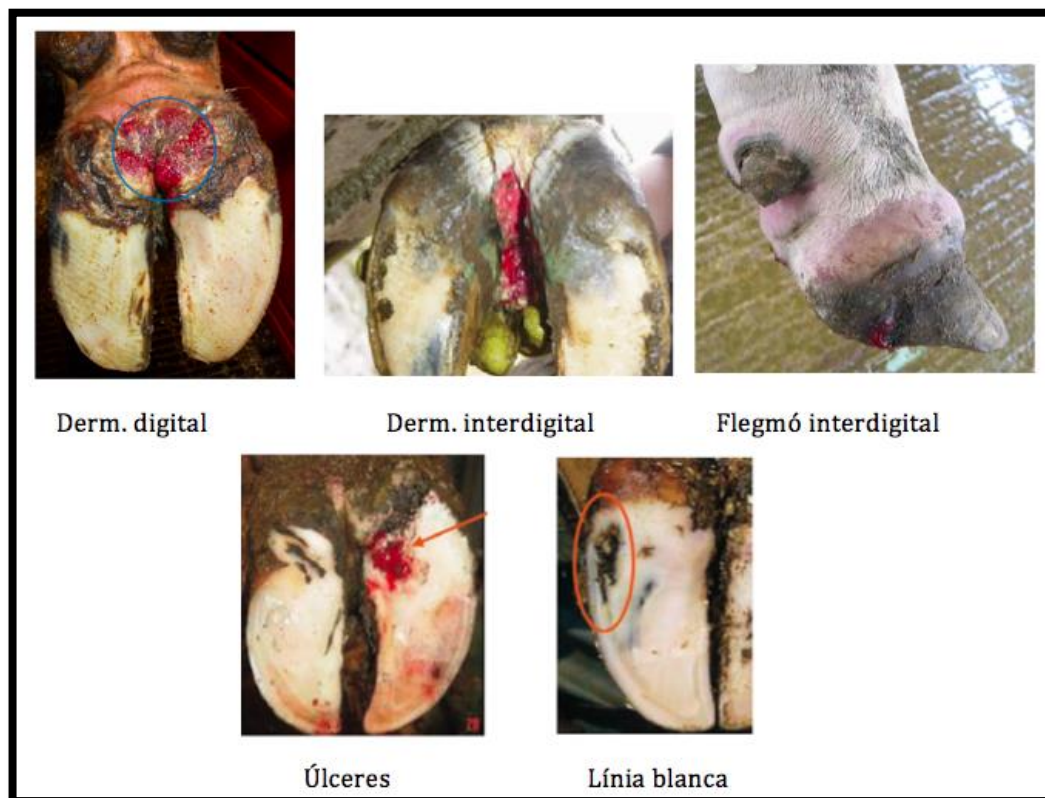 Derm. digital
Derm. interdigital
Flegmó interdigital
Úlceres
Línia blanca